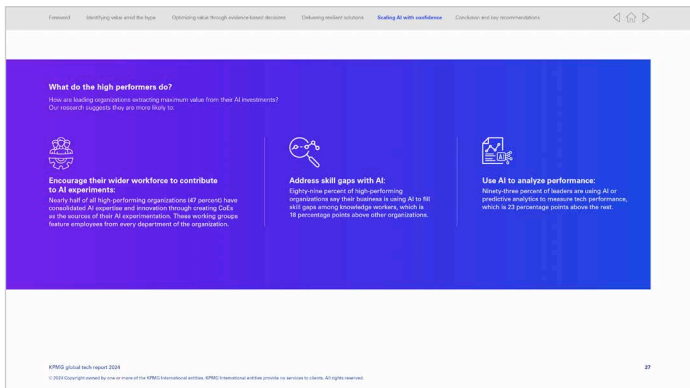 Foreword Identifying value amid the hype Optimizing value through evidence-based decisions Delivering resilient solutions Scaling AI with confidence Conclusion and key recommendations
What do the high performers do?
How are leading organizations extracting maximum value from their AI investments?
Our research suggests they are more likely to:
Encourage their wider workforce to contribute
to AI experiments:
Nearly half of all high-performing organizations (47 percent) have
consolidated AI expertise and innovation through creating CoEs
as the sources of their AI experimentation. These working groups
feature employees from every department of the organization.
Address skill gaps with AI:
Eighty-nine percent of high-performing
organizations say their business is using AI to fill
skill gaps among knowledge workers, which is
18 percentage points above other organizations.
Use AI to analyze performance:
Ninety-three percent of leaders are using AI or
predictive analytics to measure tech performance,
which is 23 percentage points above the rest.
KPMG global tech report 2024
27
© 2024 Copyright owned by one or more of the KPMG International entities. KPMG International entities provide no services to clients. All rights reserved.